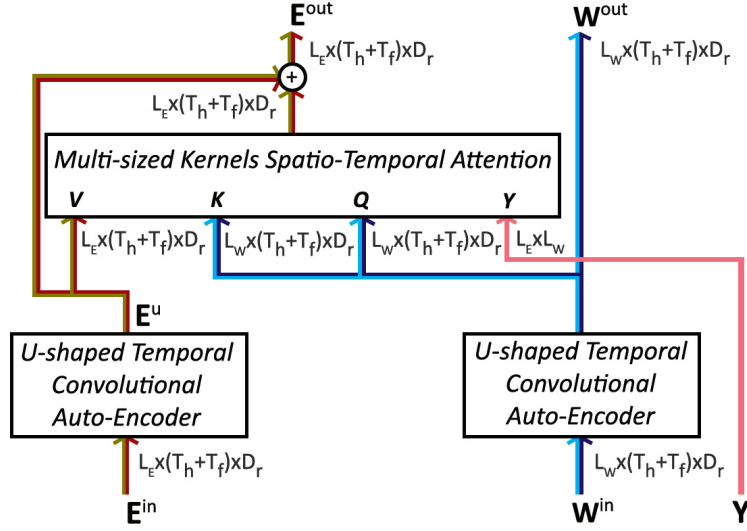 E^out
W^out
L_E x(T_h+T_f)xD_r
L_W x(T_h+T_f)xD_r
+
L_E x(T_h+T_f)xD_r
Multi-sized Kernels Spatio-Temporal Attention
V K Q Y
L_E x(T_h+T_f)xD_r
L_W x(T_h+T_f)xD_r
L_W x(T_h+T_f)xD_r
L_E xL_W
E^u
U-shaped Temporal
Convolutional
Auto-Encoder
U-shaped Temporal
Convolutional
Auto-Encoder
L_E x(T_h+T_f)xD_r
L_W x(T_h+T_f)xD_r
E^in
W^in
Y